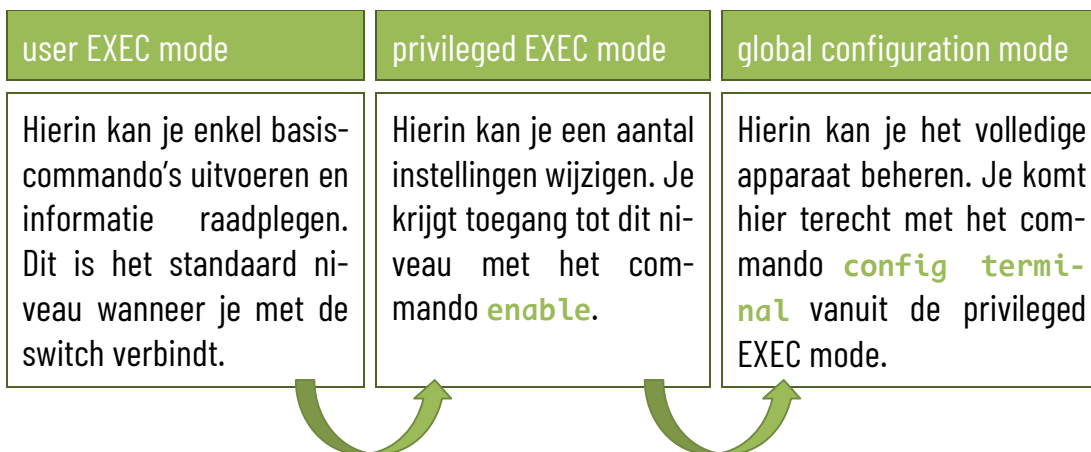 user EXEC mode
Hierin kan je enkel basis-
commando's uitvoeren en
informatie raadplegen.
Dit is het standaard ni-
veau wanneer je met de
switch verbindt.
privileged EXEC mode
Hierin kan je een aantal
instellingen wijzigen. Je
krijgt toegang tot dit ni-
veau met het com-
mando enable.
global configuration mode
Hierin kan je het volledige
apparaat beheren. Je komt
hier terecht met het com-
mando config termi-
nal vanuit de privileged
EXEC mode.